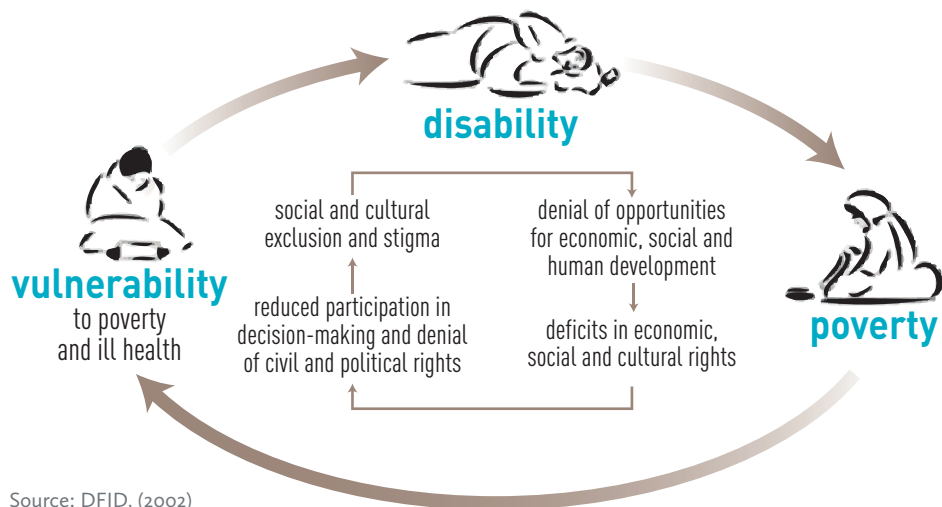 disability
social and cultural
exclusion and stigma
denial of opportunities
for economic, social and
human development
vulnerability
to poverty
and ill health
reduced participation in
decision-making and denial
of civil and political rights
deficits in economic,
social and cultural rights
poverty
Source: DFID. (2002)